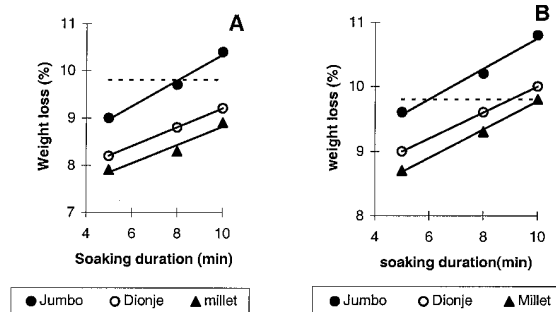 A
11
10
9
8
7
Weight loss (%)
4
6
8
10
Soaking duration (min)
Jumbo
Dionje
millet
B
11
10
9
8
weight loss (%)
4
6
8
10
soaking duration(min)
Jumbo
Dionje
Millet